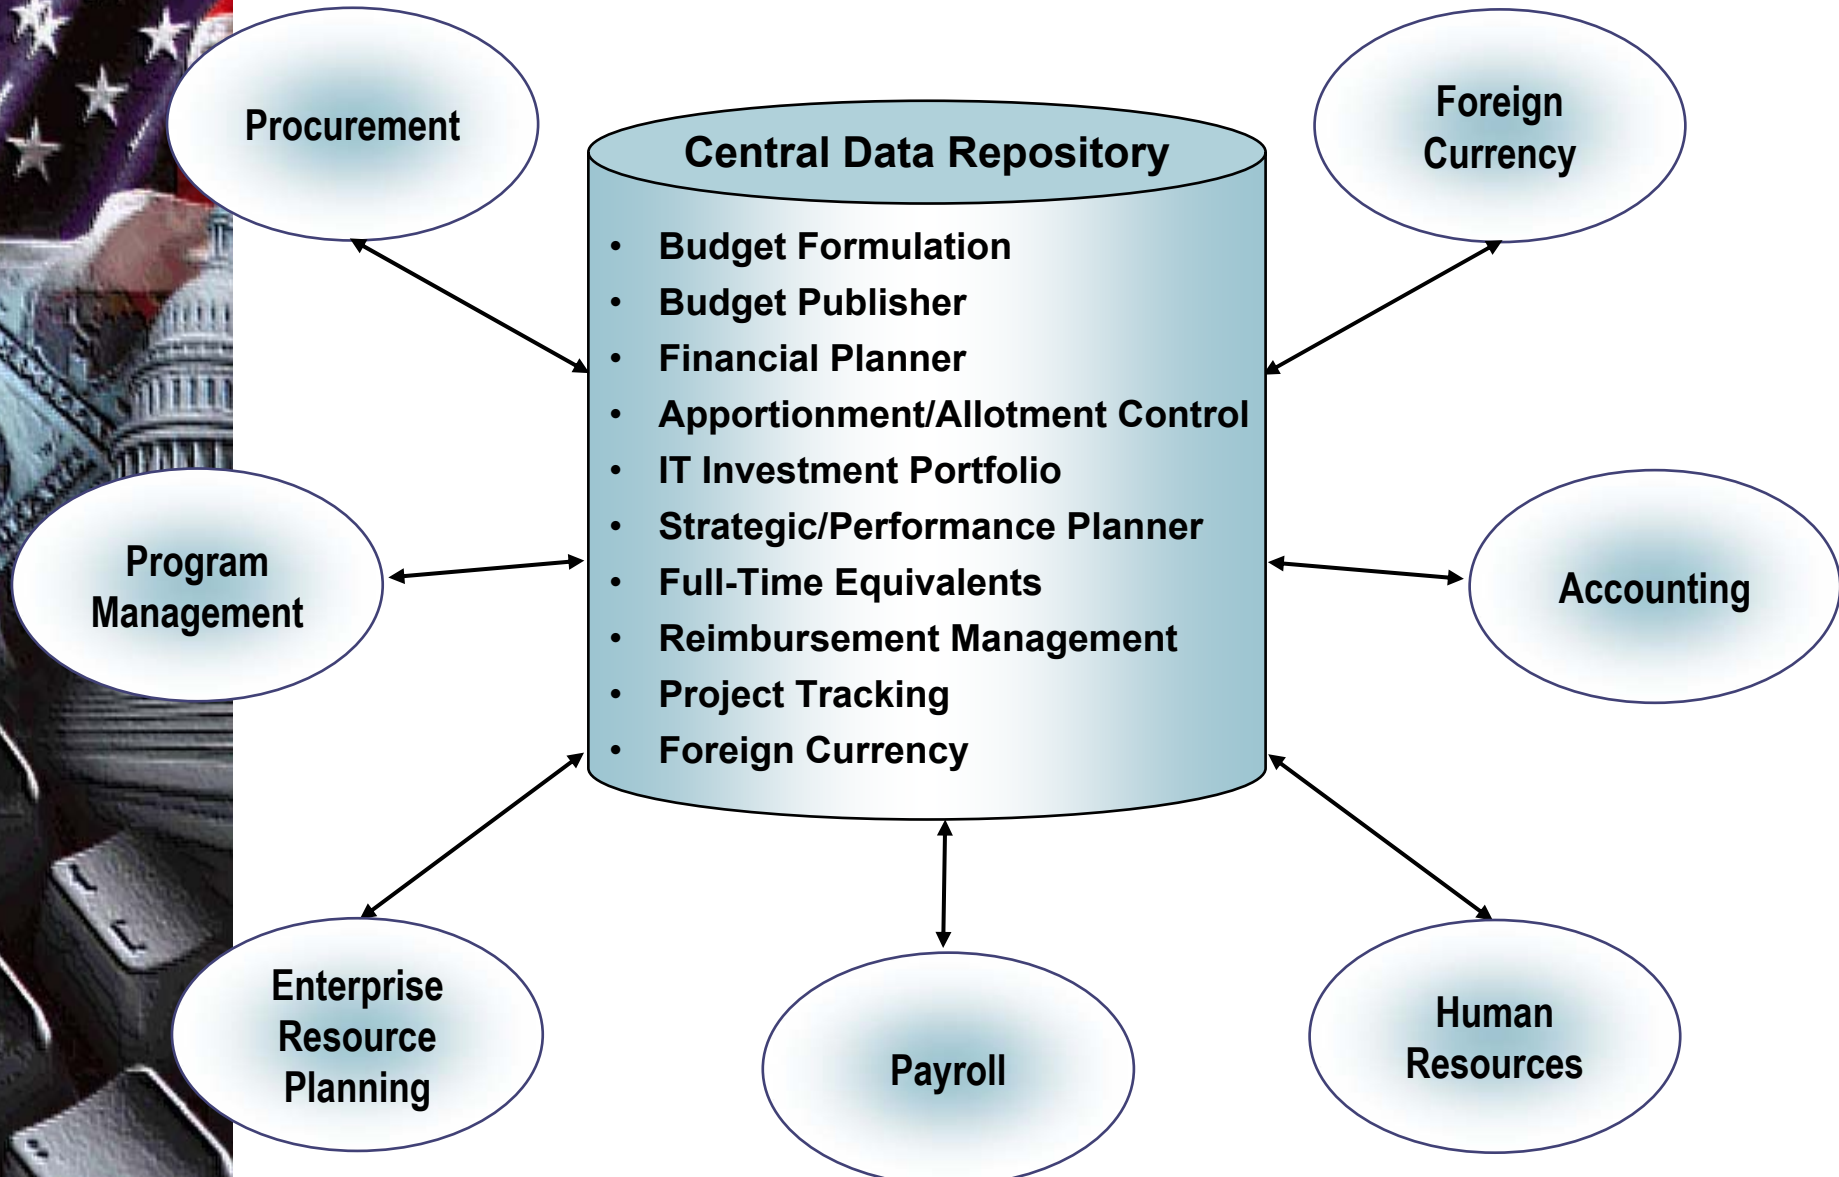 Procurement
Foreign
Currency
Central Data Repository
• Budget Formulation
• Budget Publisher
• Financial Planner
• Apportionment/Allotment Control
• IT Investment Portfolio
• Strategic/Performance Planner
• Full-Time Equivalents
• Reimbursement Management
• Project Tracking
• Foreign Currency
Program
Management
Accounting
Enterprise
Resource
Planning
Payroll
Human
Resources